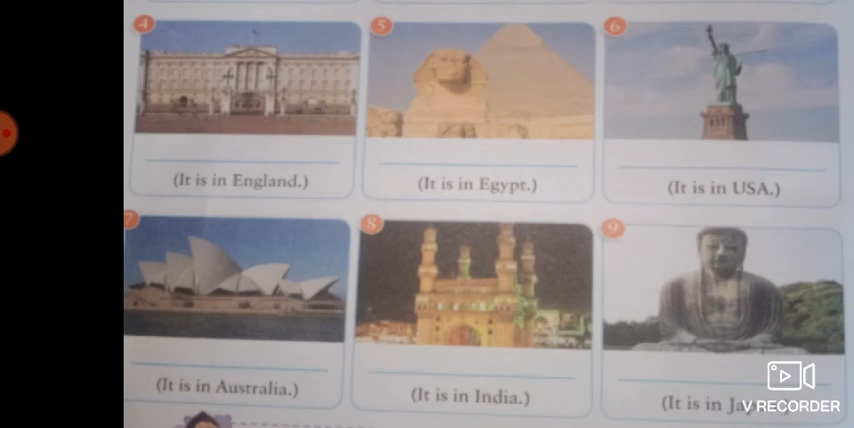 4
5
6
(It is in England.)
(It is in Egypt.)
(It is in USA.)
7
8
9
(It is in Australia.)
(It is in India.)
(It is in
V RECORDER